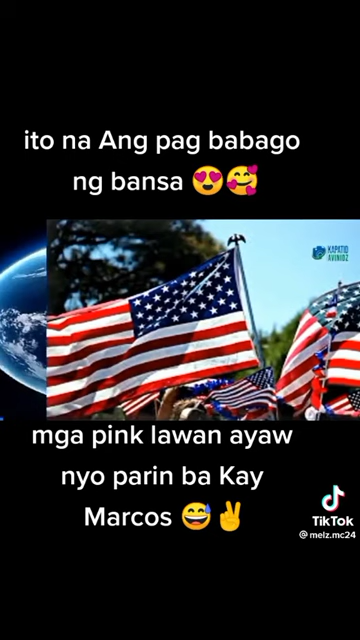 ito na Ang pag babago
ng bansa 😍🥰
KAPATID
AVINIDZ
mga pink lawan ayaw
nyo parin ba Kay
Marcos 😅✌
TikTok
@ melz.mc24